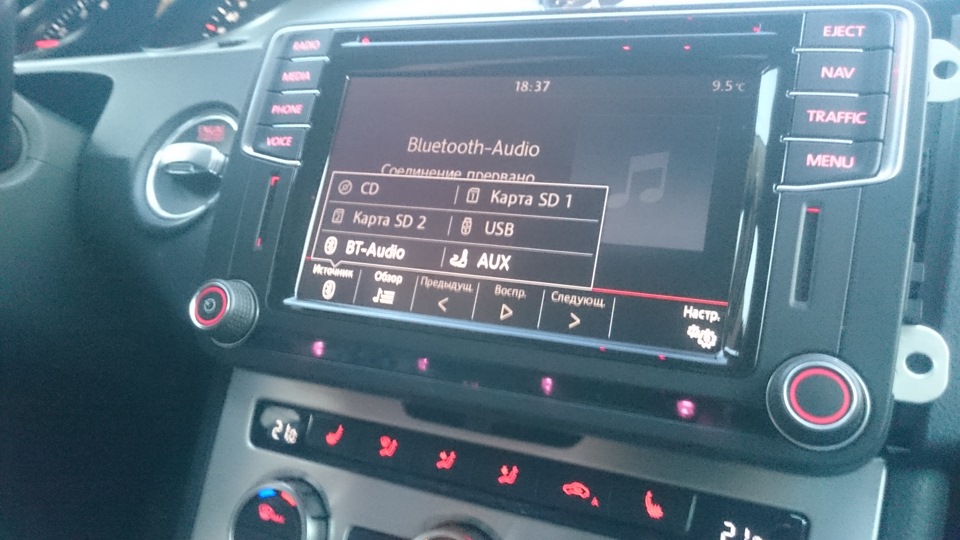 RADIO
MEDIA
PHONE
VOICE
EJECT
NAV
TRAFFIC
MENU
18:37
9.5°C
Bluetooth-Audio
Соединение прервано
CD
Карта SD 1
Карта SD 2
USB
BT-Audio
AUX
Источник
Обзор
Предыдущ.
Воспр.
Следующ.
Настр.
A